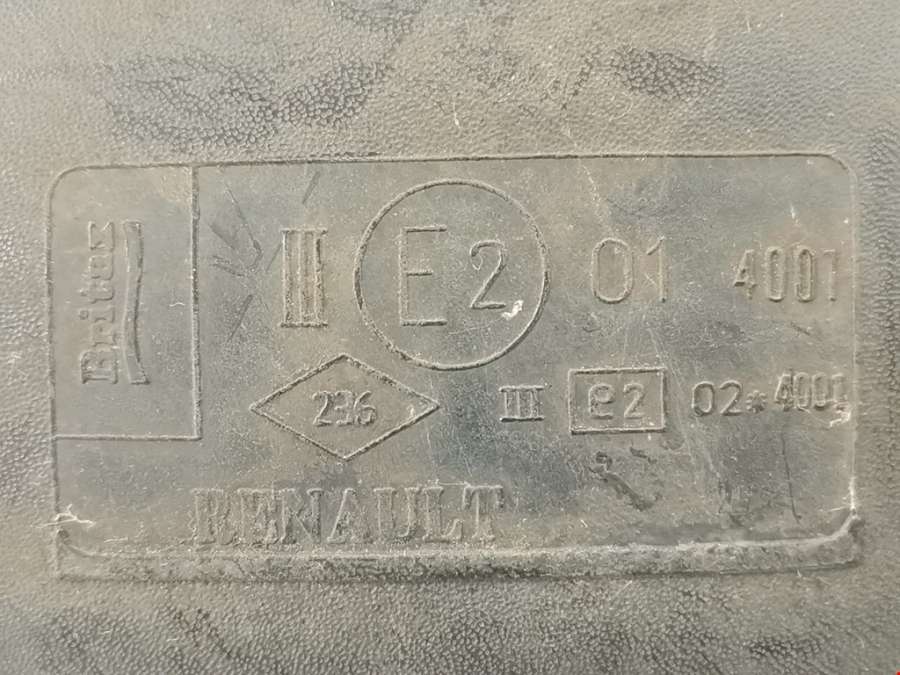 Britax
III E2 01 4001
236 III e2 02*4001
RENAULT